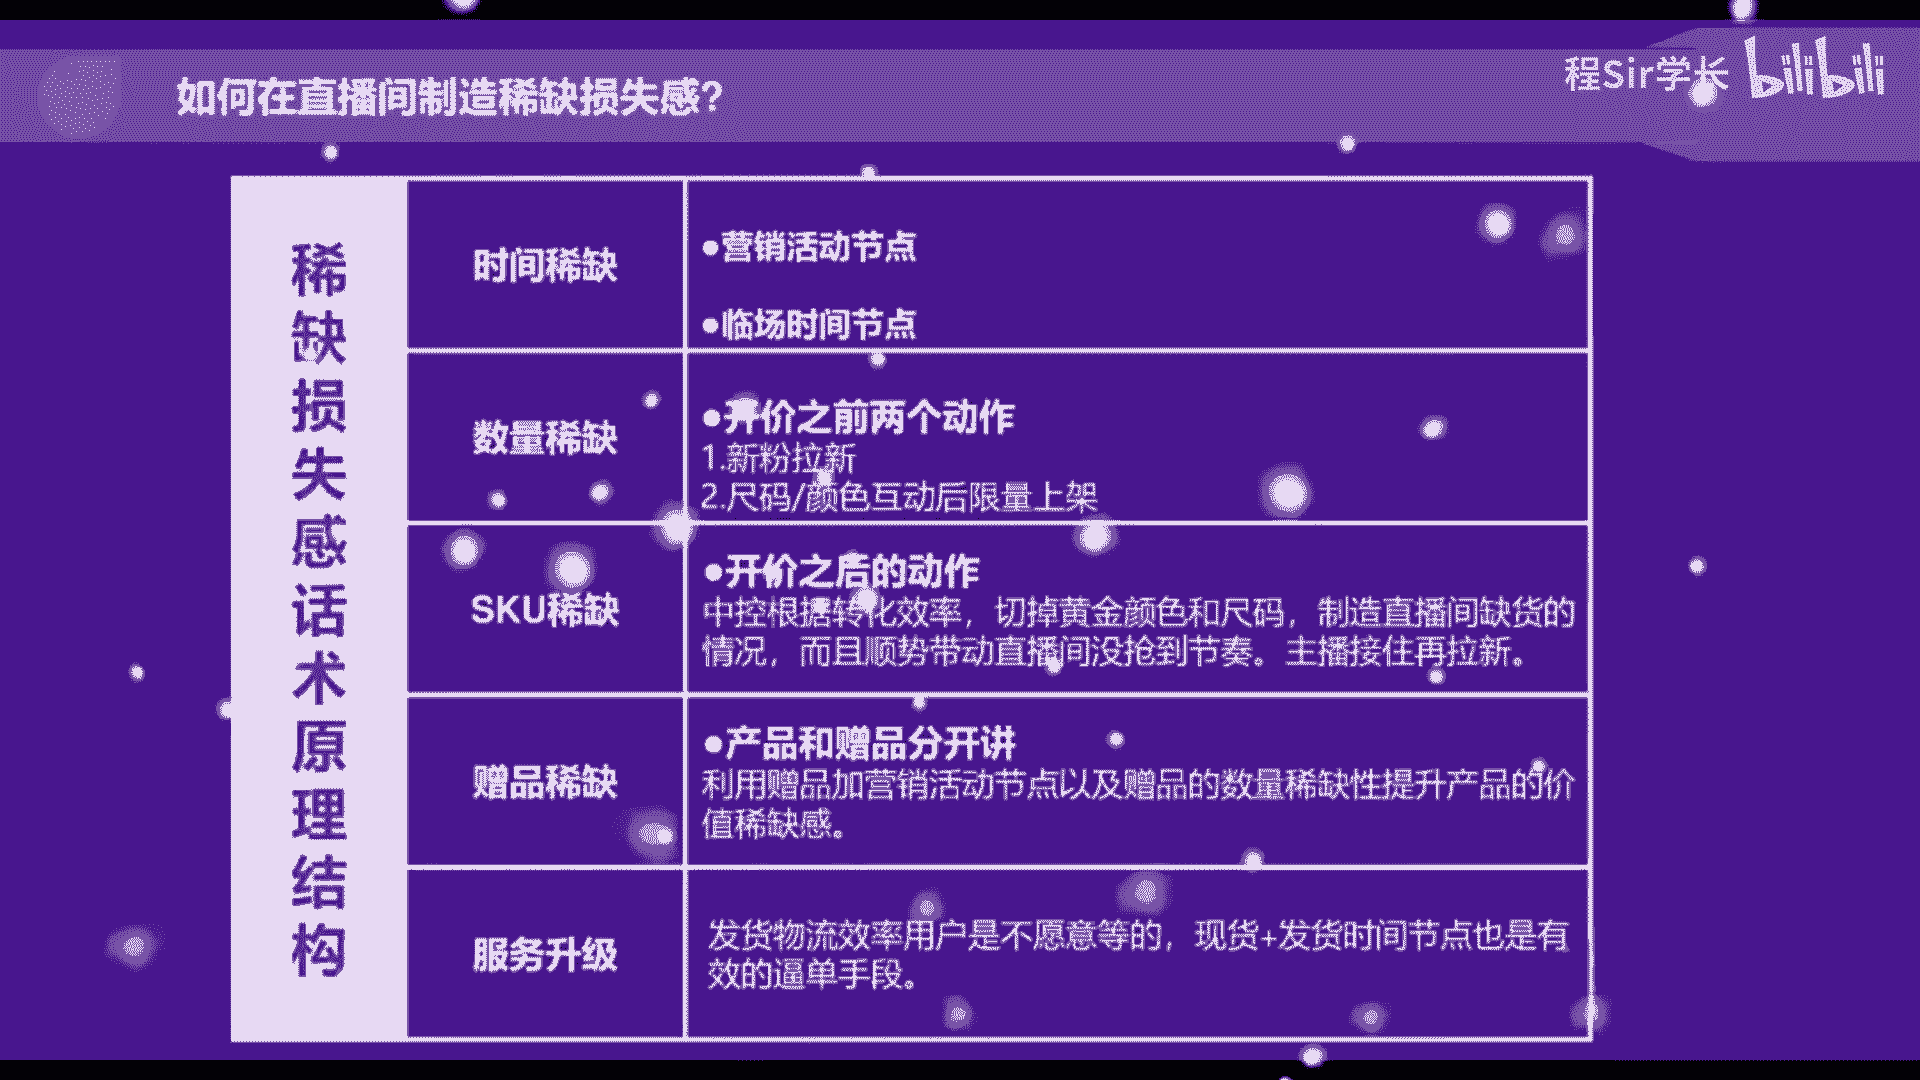 如何在直播间制造稀缺损失感?
程Sir学长 bilibili
稀缺损失感话术原理结构
时间稀缺
●营销活动节点
●临场时间节点
数量稀缺
●开价之前两个动作
1.新粉拉新
2.尺码/颜色互动后限量上架
SKU稀缺
●开价之后的动作
中控根据转化效率，切掉黄金颜色和尺码，制造直播间缺货的
情况，而且顺势带动直播间没抢到节奏。主播接住再拉新。
赠品稀缺
●产品和赠品分开讲
利用赠品加营销活动节点以及赠品的数量稀缺性提升产品的价
值稀缺感。
服务升级
发货物流效率用户是不愿意等的，现货+发货时间节点也是有
效的逼单手段。